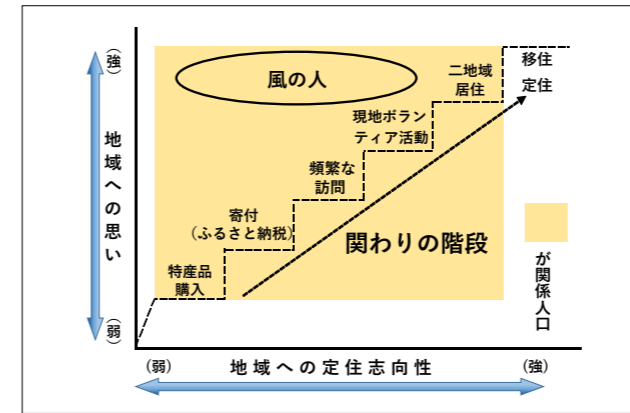 (強)
地域への思い
(弱)
風の人
移住
定住
二地域
居住
現地ボラン
ティア活動
頻繁な
訪問
寄付
(ふるさと納税)
特産品
購入
関わりの階段
が関係人口
(弱)
地域への定住志向性
(強)